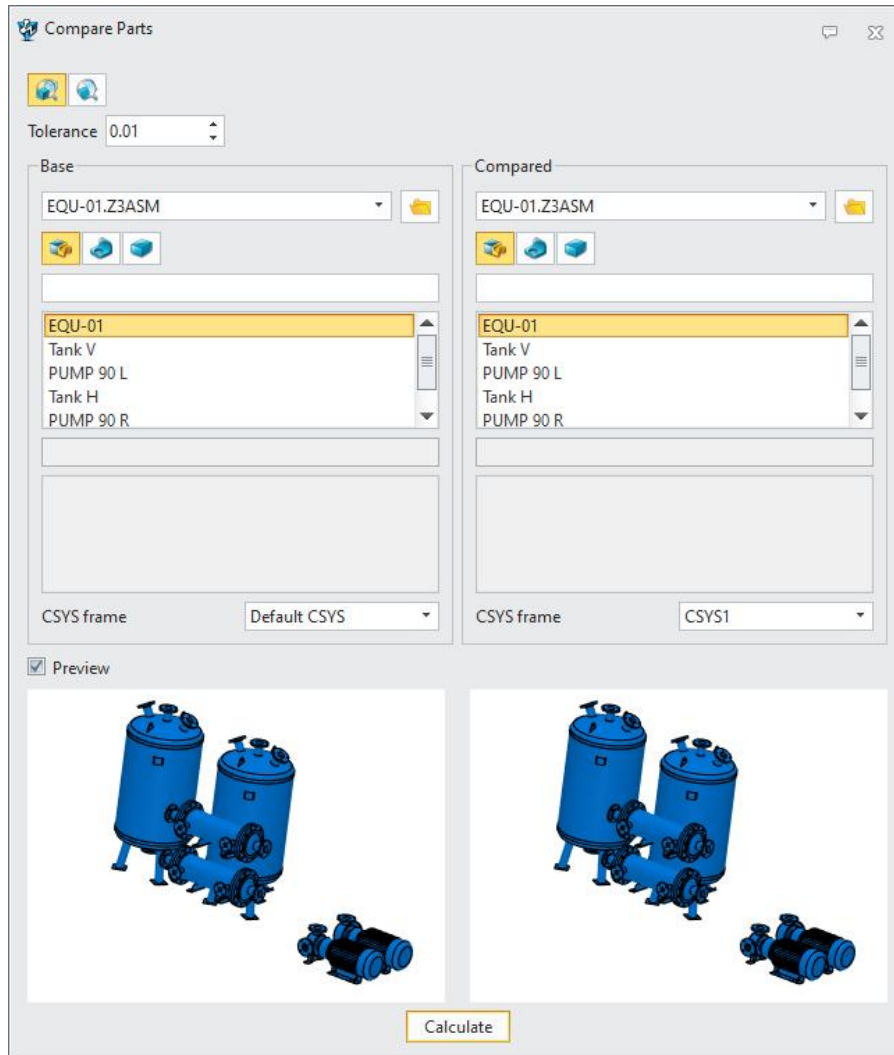 Compare Parts
Tolerance 0.01
Base
EQU-01.Z3ASM
EQU-01
Tank V
PUMP 90 L
Tank H
PUMP 90 R
CSYS frame Default CSYS
Compared
EQU-01.Z3ASM
EQU-01
Tank V
PUMP 90 L
Tank H
PUMP 90 R
CSYS frame CSYS1
Preview
Calculate